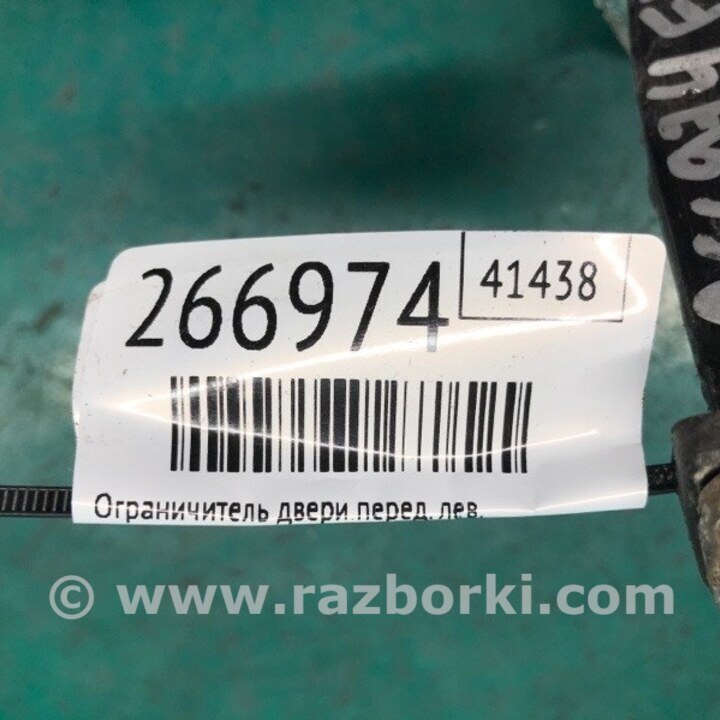 266974
41438
Ограничитель двери перед. лев.
© www.razborki.com